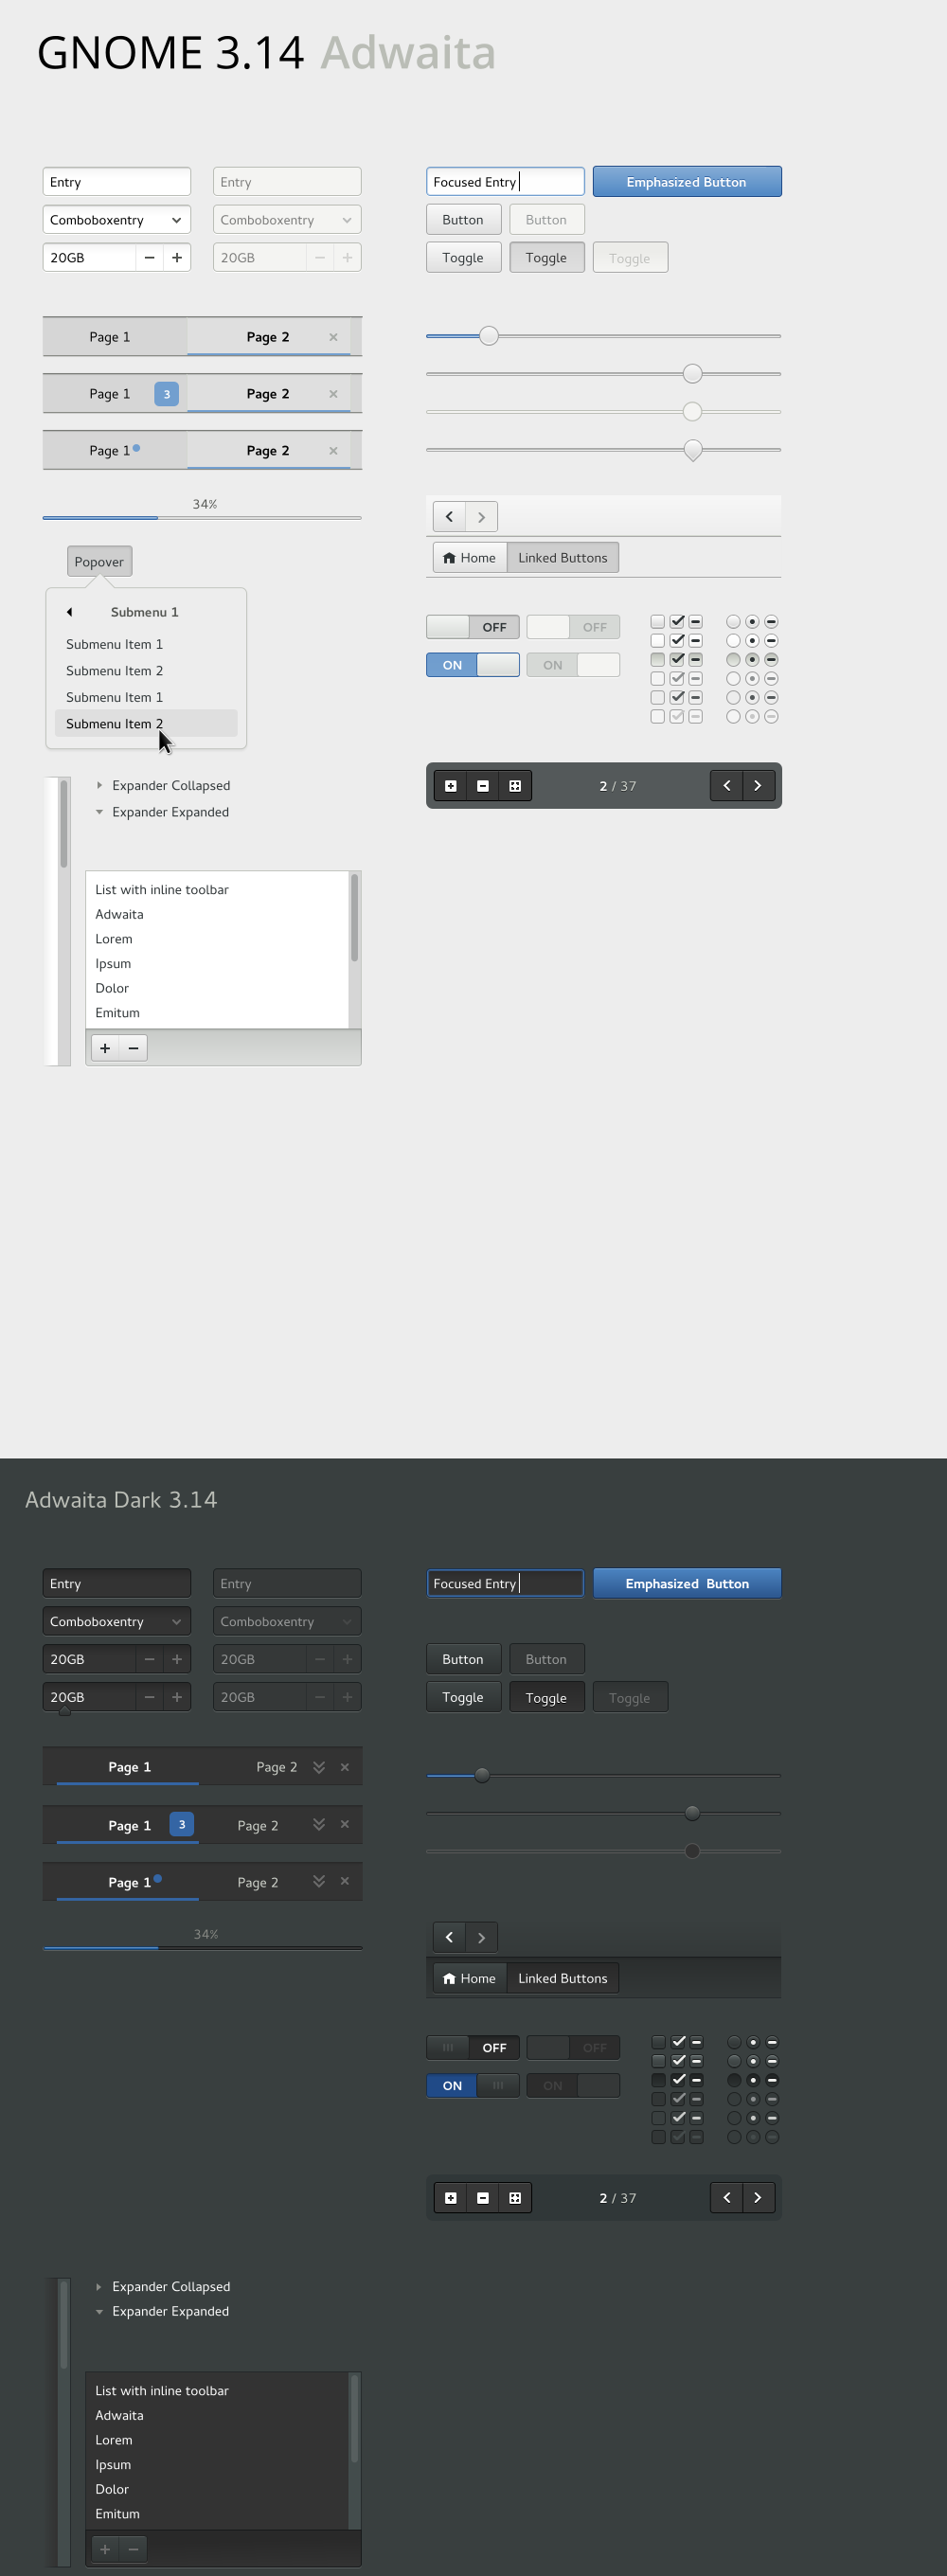 GNOME 3.14 Adwaita
Entry
Entry
Focused Entry
Emphasized Button
Comboboxentry
Comboboxentry
Button
Button
20GB
20GB
Toggle
Toggle
Toggle
Page 1
Page 2
Page 1
3
Page 2
Page 1
Page 2
34%
Popover
Submenu 1
Submenu Item 1
Submenu Item 2
Submenu Item 1
Submenu Item 2
Home
Linked Buttons
OFF
OFF
ON
ON
2 / 37
Expander Collapsed
Expander Expanded
List with inline toolbar
Adwaita
Lorem
Ipsum
Dolor
Emitum
Adwaita Dark 3.14
Entry
Entry
Focused Entry
Emphasized Button
Comboboxentry
Comboboxentry
20GB
20GB
Button
Button
20GB
20GB
Toggle
Toggle
Toggle
Page 1
Page 2
Page 1
3
Page 2
Page 1
Page 2
34%
Home
Linked Buttons
OFF
OFF
ON
ON
2 / 37
Expander Collapsed
Expander Expanded
List with inline toolbar
Adwaita
Lorem
Ipsum
Dolor
Emitum